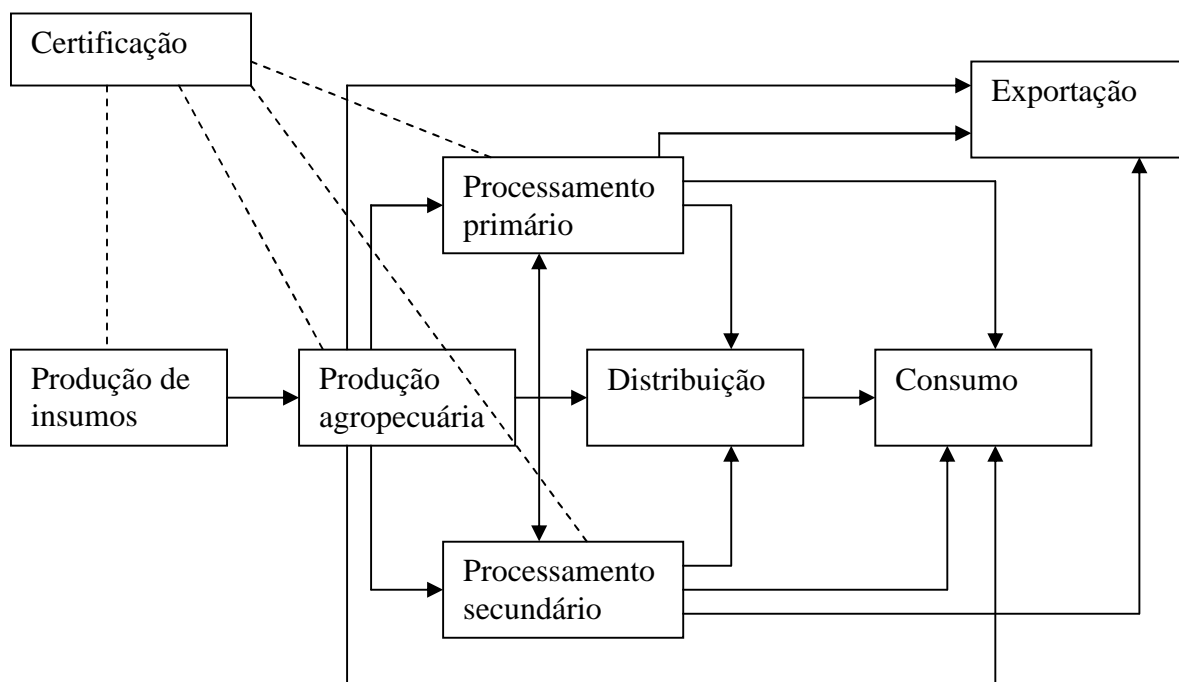 Certificação
Exportação
Processamento
primário
Produção de
insumos
Produção
agropecuária
Distribuição
Consumo
Processamento
secundário